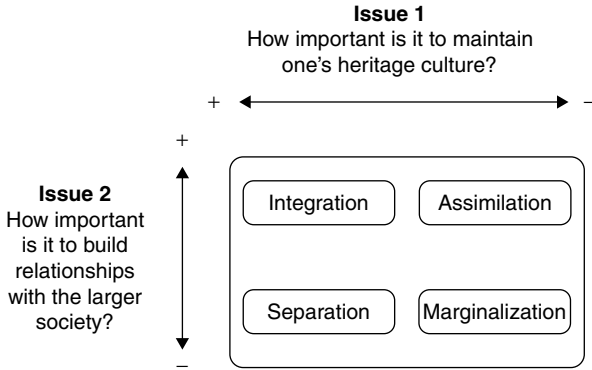 Issue 1
How important is it to maintain
one's heritage culture?
+ –
+
Issue 2
How important
is it to build
relationships
with the larger
society?
–
Integration Assimilation
Separation Marginalization